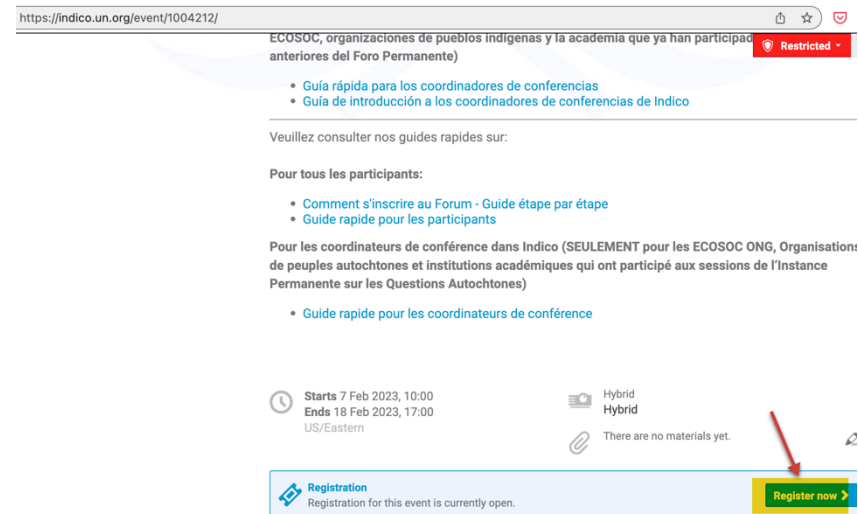 https://indico.un.org/event/1004212/
ECOSOC, organizaciones de pueblos indígenas y la academia que ya han participad
Restricted
anteriores del Foro Permanente)
Guía rápida para los coordinadores de conferencias
Guía de introducción a los coordinadores de conferencias de Indico
Veuillez consulter nos guides rapides sur:
Pour tous les participants:
Comment s'inscrire au Forum - Guide étape par étape
Guide rapide pour les participants
Pour les coordinateurs de conférence dans Indico (SEULEMENT pour les ECOSOC ONG, Organisations
de peuples autochtones et institutions académiques qui ont participé aux sessions de l'Instance
Permanente sur les Questions Autochtones)
Guide rapide pour les coordinateurs de conférence
Starts 7 Feb 2023, 10:00
Ends 18 Feb 2023, 17:00
US/Eastern
Hybrid
Hybrid
There are no materials yet.
Registration
Registration for this event is currently open.
Register now